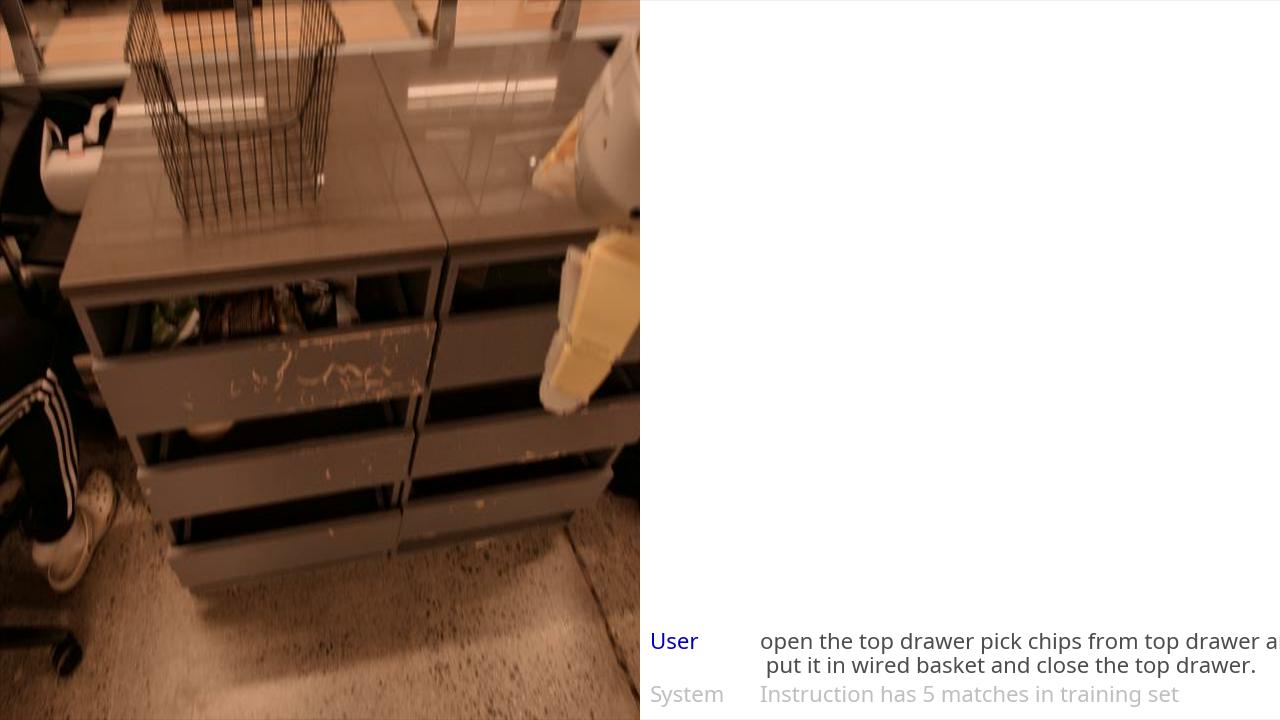 User open the top drawer pick chips from top drawer a
put it in wired basket and close the top drawer.
System Instruction has 5 matches in training set